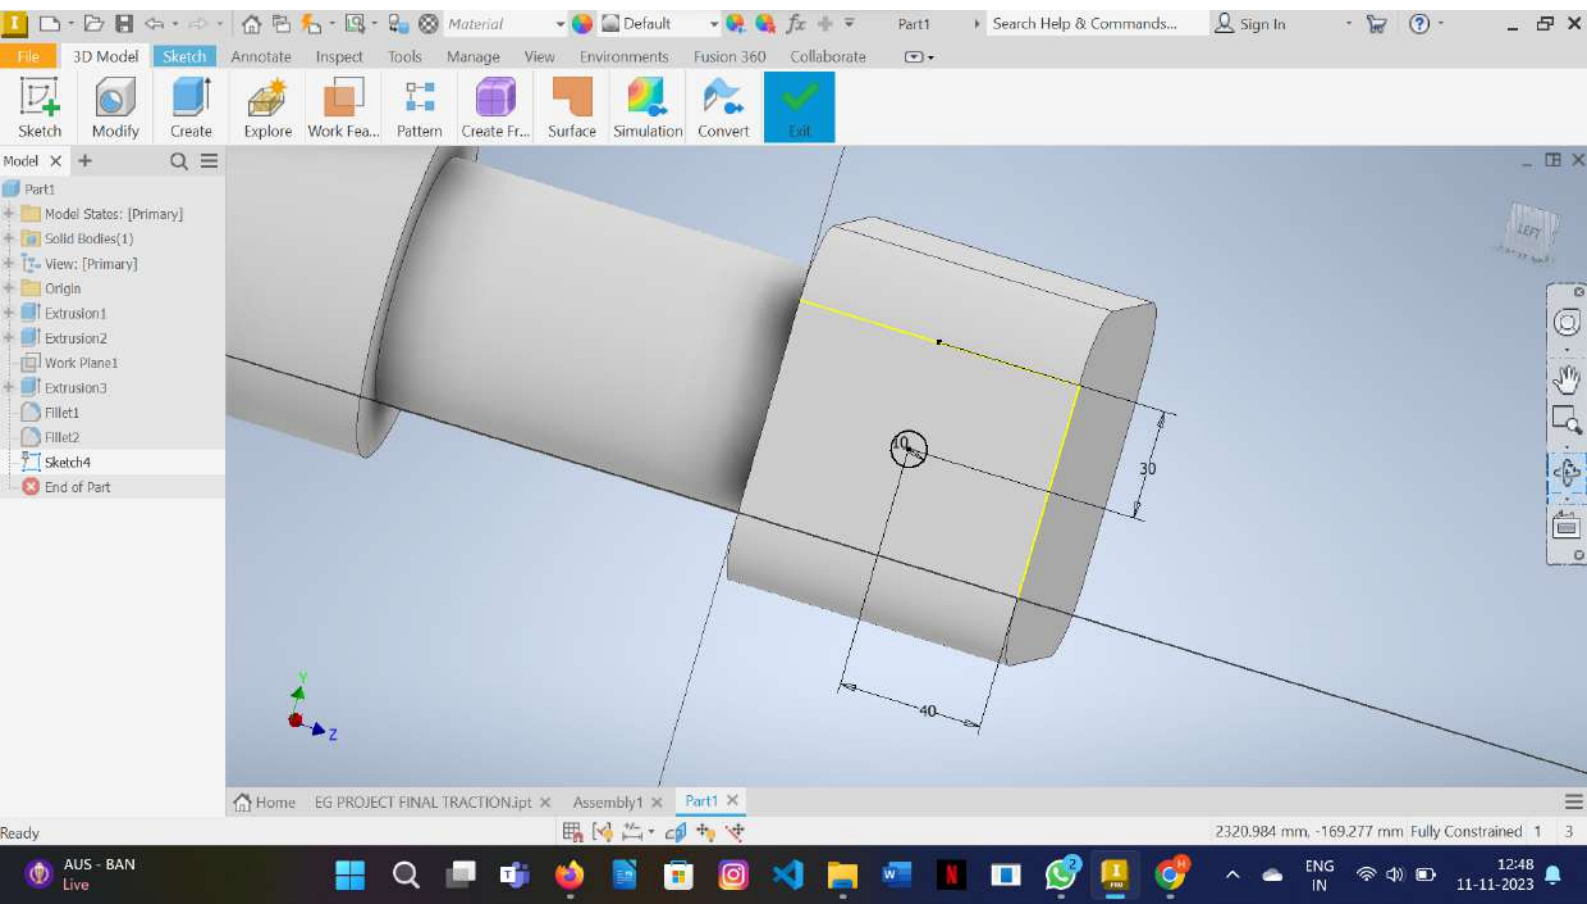 Material
Default
fx
Part1
Search Help & Commands...
Sign In
File 3D Model Sketch Annotate Inspect Tools Manage View Environments Fusion 360 Collaborate
Sketch Modify Create Explore Work Fea... Pattern Create Fr... Surface Simulation Convert Exit
Model
Part1
Model States: [Primary]
Solid Bodies(1)
View: [Primary]
Origin
Extrusion1
Extrusion2
Work Plane1
Extrusion3
Fillet1
Fillet2
Sketch4
End of Part
LEFT
10
30
40
Y
Z
Home EG PROJECT FINAL TRACTION.ipt Assembly1 Part1
Ready
2320.984 mm, -169.277 mm Fully Constrained 1 3
AUS - BAN
Live
ENG
IN
12:48
11-11-2023
2